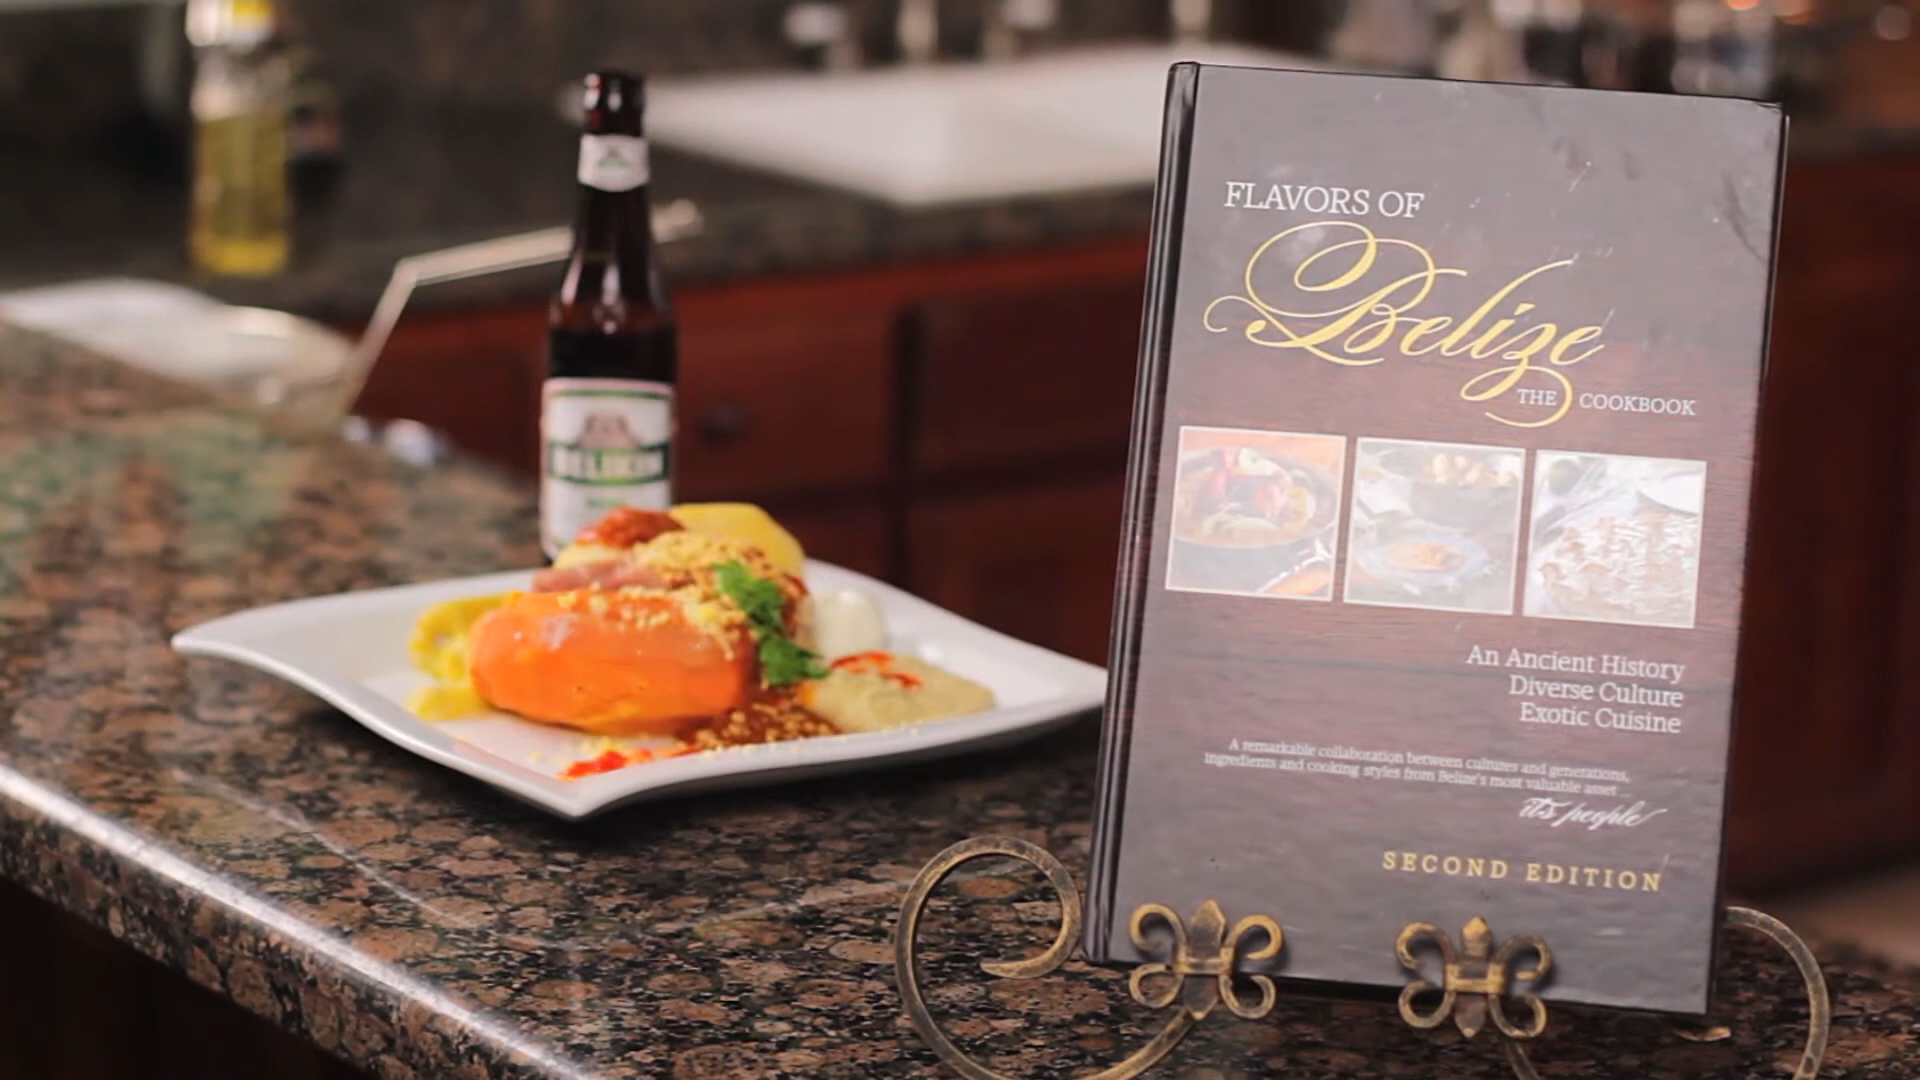 FLAVORS OF
Belize
THE COOKBOOK
An Ancient History
Diverse Culture
Exotic Cuisine
A remarkable collaboration between cultures and generations,
ingredients and cooking styles from Belize's most valuable asset ...
its people
SECOND EDITION
BELIKIN